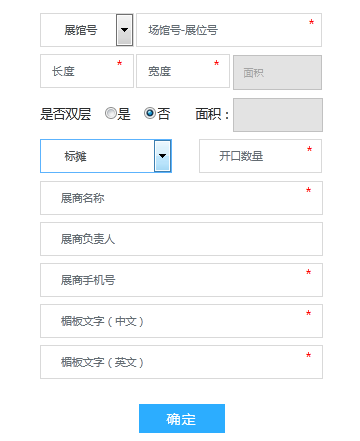 展馆号 场馆号-展位号 *
长度 * 宽度 * 面积
是否双层 是 否 面积：
标摊 开口数量 *
展商名称 *
展商负责人
展商手机号 *
楣板文字（中文） *
楣板文字（英文） *
确定